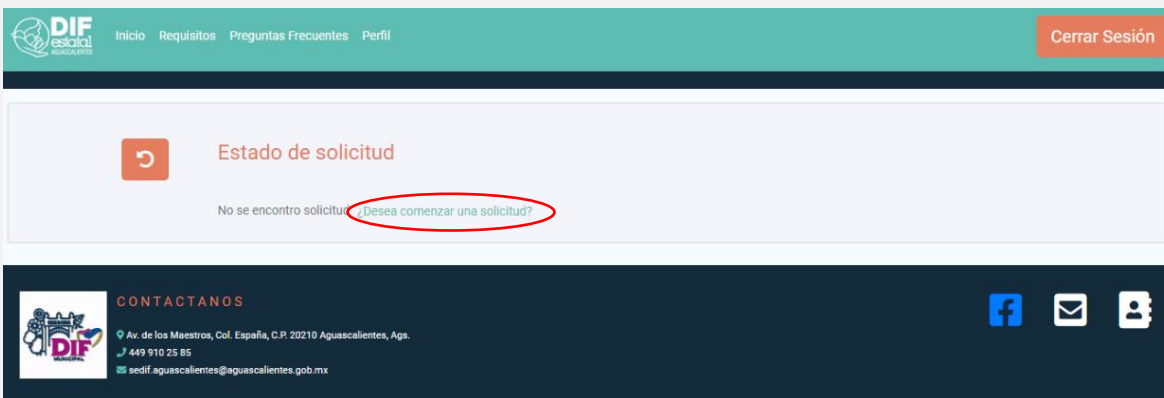 DIF
estatal
AGUASCALIENTES
Inicio Requisitos Preguntas Frecuentes Perfil
Cerrar Sesión
Estado de solicitud
No se encontro solicitud ¿Desea comenzar una solicitud?
CONTACTANOS
Av. de los Maestros, Col. España, C.P. 20210 Aguascalientes, Ags.
449 910 25 85
sedif.aguascalientes@aguascalientes.gob.mx
DIF
MUNICIPAL